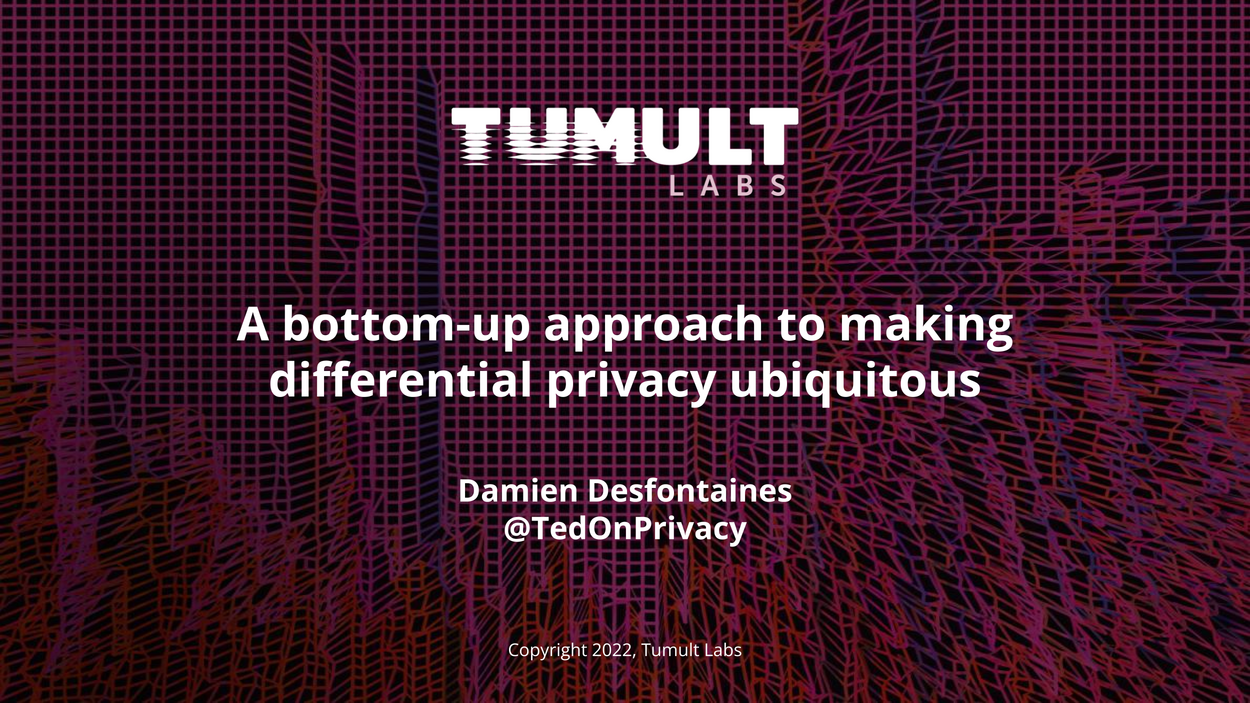 TUMULT
LABS
A bottom-up approach to making
differential privacy ubiquitous
Damien Desfontaines
@TedOnPrivacy
Copyright 2022, Tumult Labs